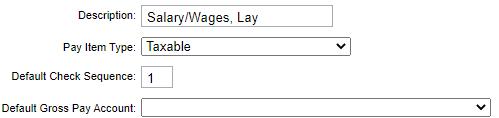 Description: Salary/Wages, Lay
Pay Item Type: Taxable
Default Check Sequence: 1
Default Gross Pay Account: